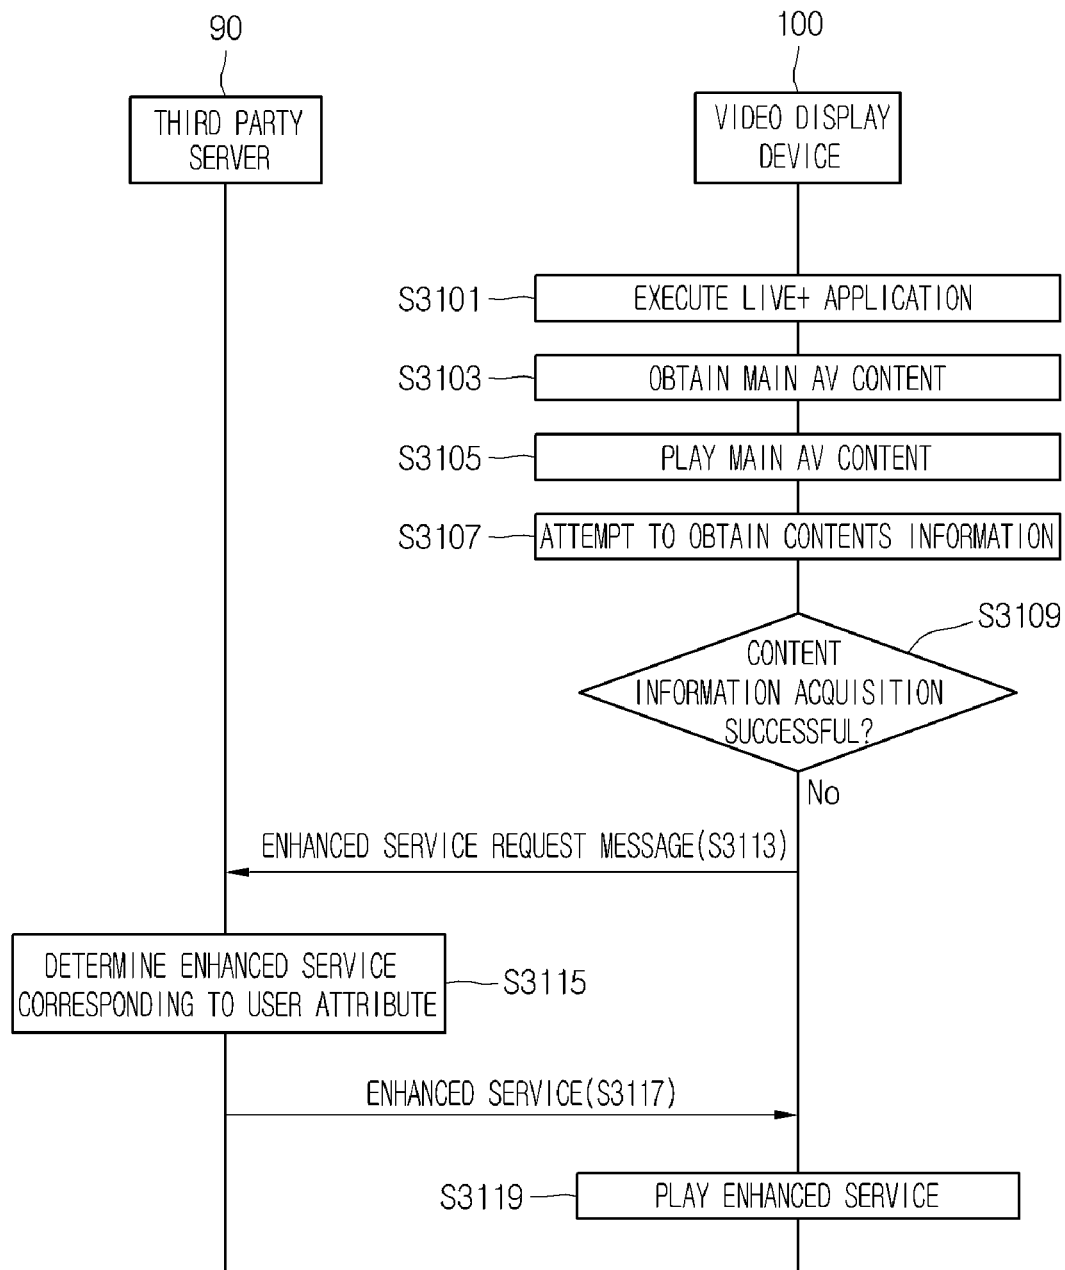 90
100
THIRD PARTY
SERVER
VIDEO DISPLAY
DEVICE
S3101
EXECUTE LIVE+ APPLICATION
S3103
OBTAIN MAIN AV CONTENT
S3105
PLAY MAIN AV CONTENT
S3107
ATTEMPT TO OBTAIN CONTENTS INFORMATION
S3109
CONTENT
INFORMATION ACQUISITION
SUCCESSFUL?
No
ENHANCED SERVICE REQUEST MESSAGE(S3113)
DETERMINE ENHANCED SERVICE
CORRESPONDING TO USER ATTRIBUTE
S3115
ENHANCED SERVICE(S3117)
S3119
PLAY ENHANCED SERVICE